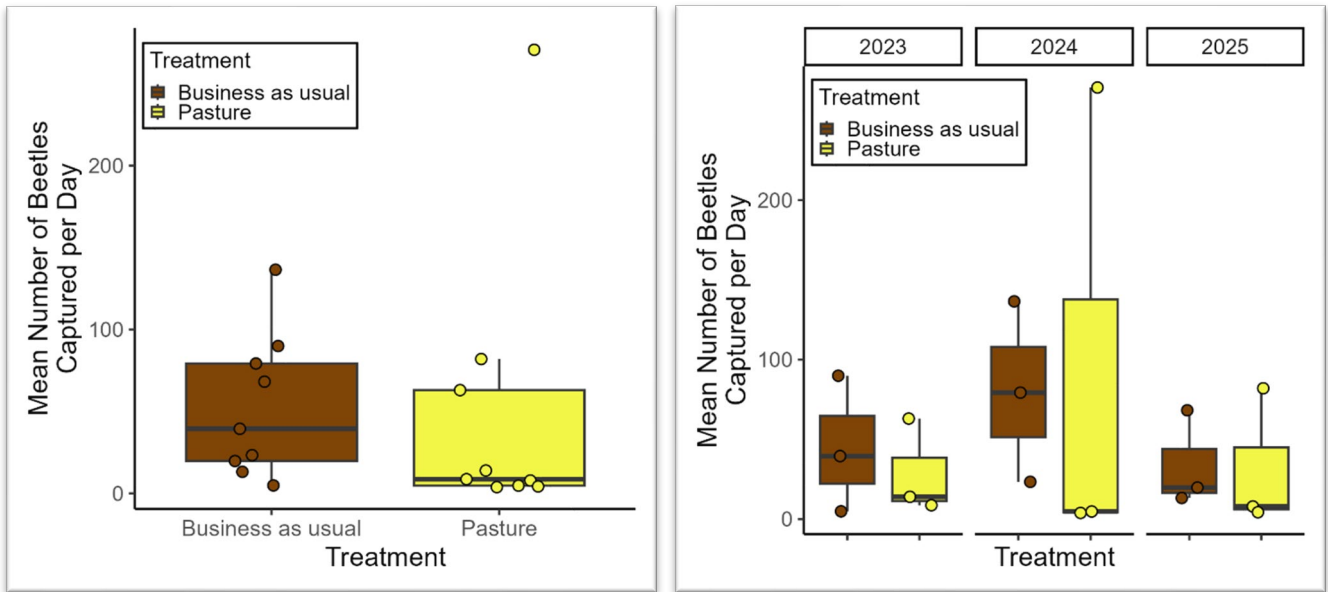 Treatment
Business as usual
Pasture
Mean Number of Beetles
Captured per Day
200
100
0
Business as usual
Pasture
Treatment
2023
2024
2025
Treatment
Business as usual
Pasture
Mean Number of Beetles
Captured per Day
200
100
0
Treatment